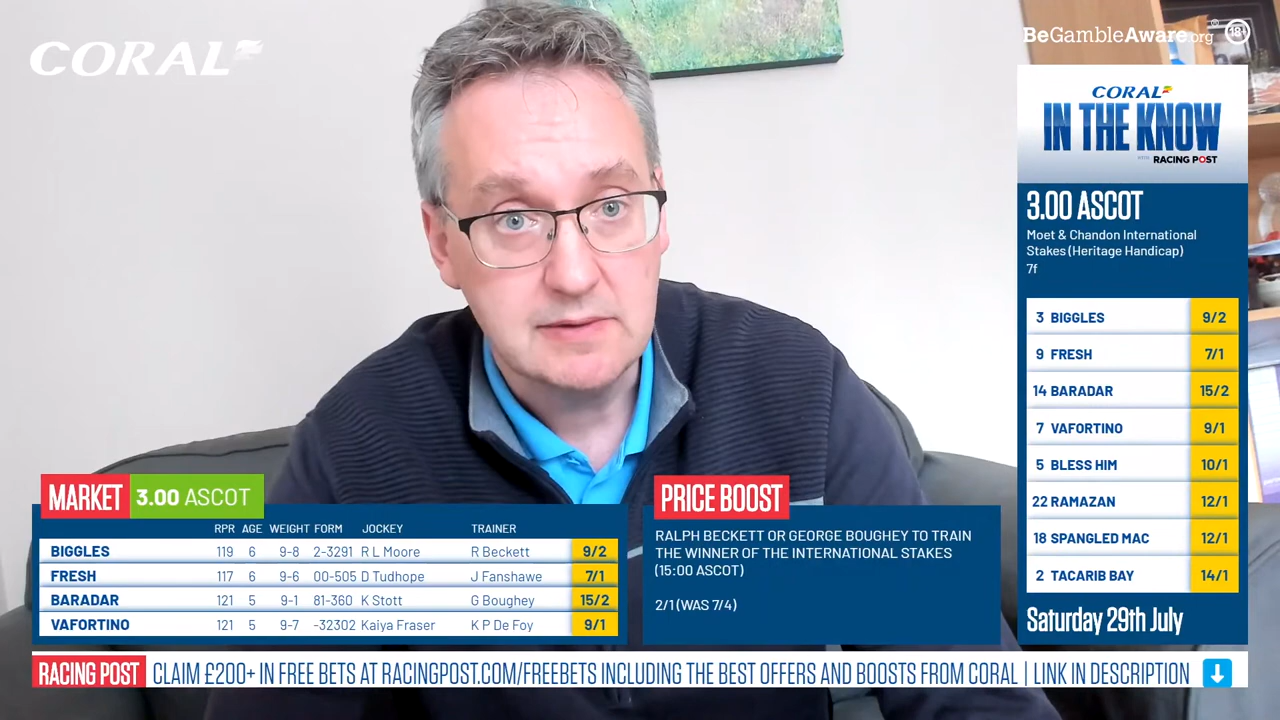 CORAL
BeGambleAware.org® 18+
CORAL
IN THE KNOW
WITH RACING POST
3.00 ASCOT
Moet & Chandon International
Stakes (Heritage Handicap)
7f
3 BIGGLES 9/2
9 FRESH 7/1
14 BARADAR 15/2
7 VAFORTINO 9/1
5 BLESS HIM 10/1
22 RAMAZAN 12/1
18 SPANGLED MAC 12/1
2 TACARIB BAY 14/1
Saturday 29th July
MARKET 3.00 ASCOT
RPR AGE WEIGHT FORM JOCKEY TRAINER
BIGGLES 119 6 9-8 2-3291 R L Moore R Beckett 9/2
FRESH 117 6 9-6 00-505 D Tudhope J Fanshawe 7/1
BARADAR 121 5 9-1 81-360 K Stott G Boughey 15/2
VAFORTINO 121 5 9-7 -32302 Kaiya Fraser K P De Foy 9/1
PRICE BOOST
RALPH BECKETT OR GEORGE BOUGHEY TO TRAIN
THE WINNER OF THE INTERNATIONAL STAKES
(15:00 ASCOT)
2/1 (WAS 7/4)
RACING POST CLAIM £200+ IN FREE BETS AT RACINGPOST.COM/FREEBETS INCLUDING THE BEST OFFERS AND BOOSTS FROM CORAL | LINK IN DESCRIPTION